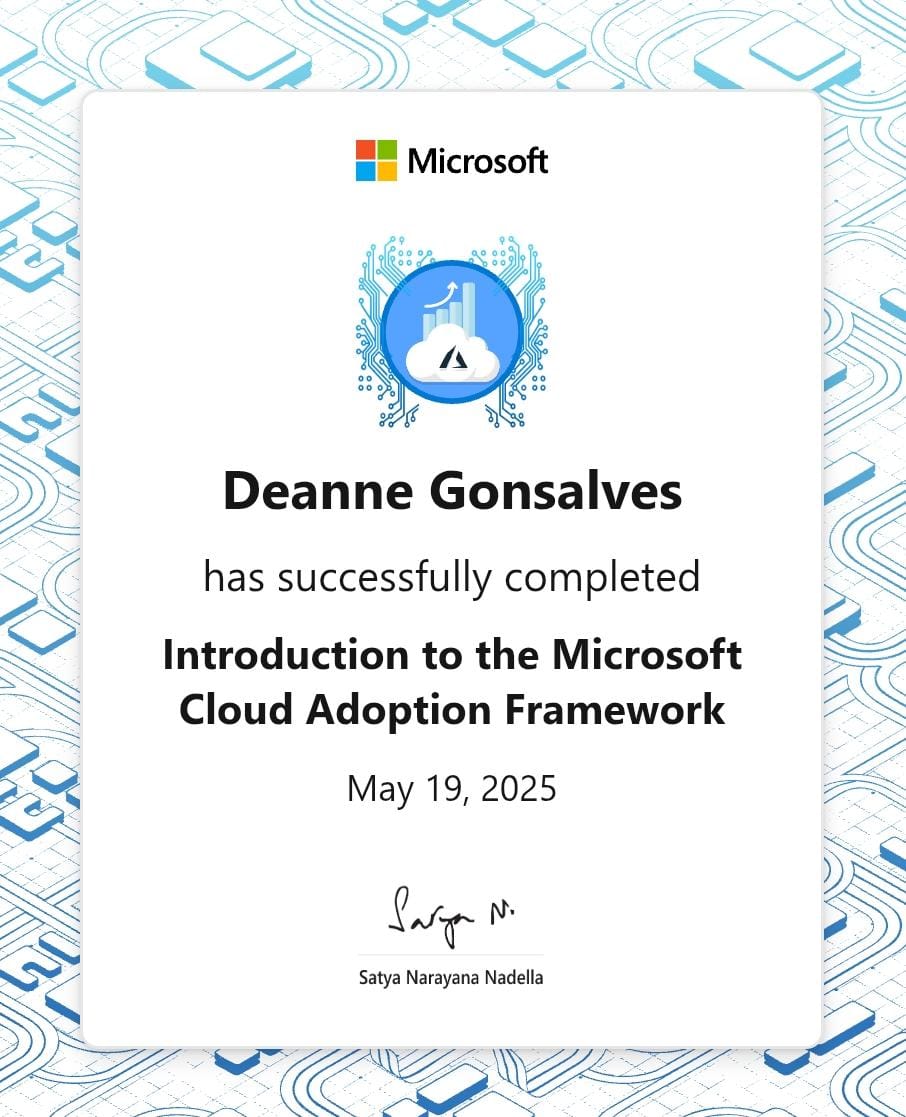 Microsoft
Deanne Gonsalves
has successfully completed
Introduction to the Microsoft
Cloud Adoption Framework
May 19, 2025
Satya N.
Satya Narayana Nadella